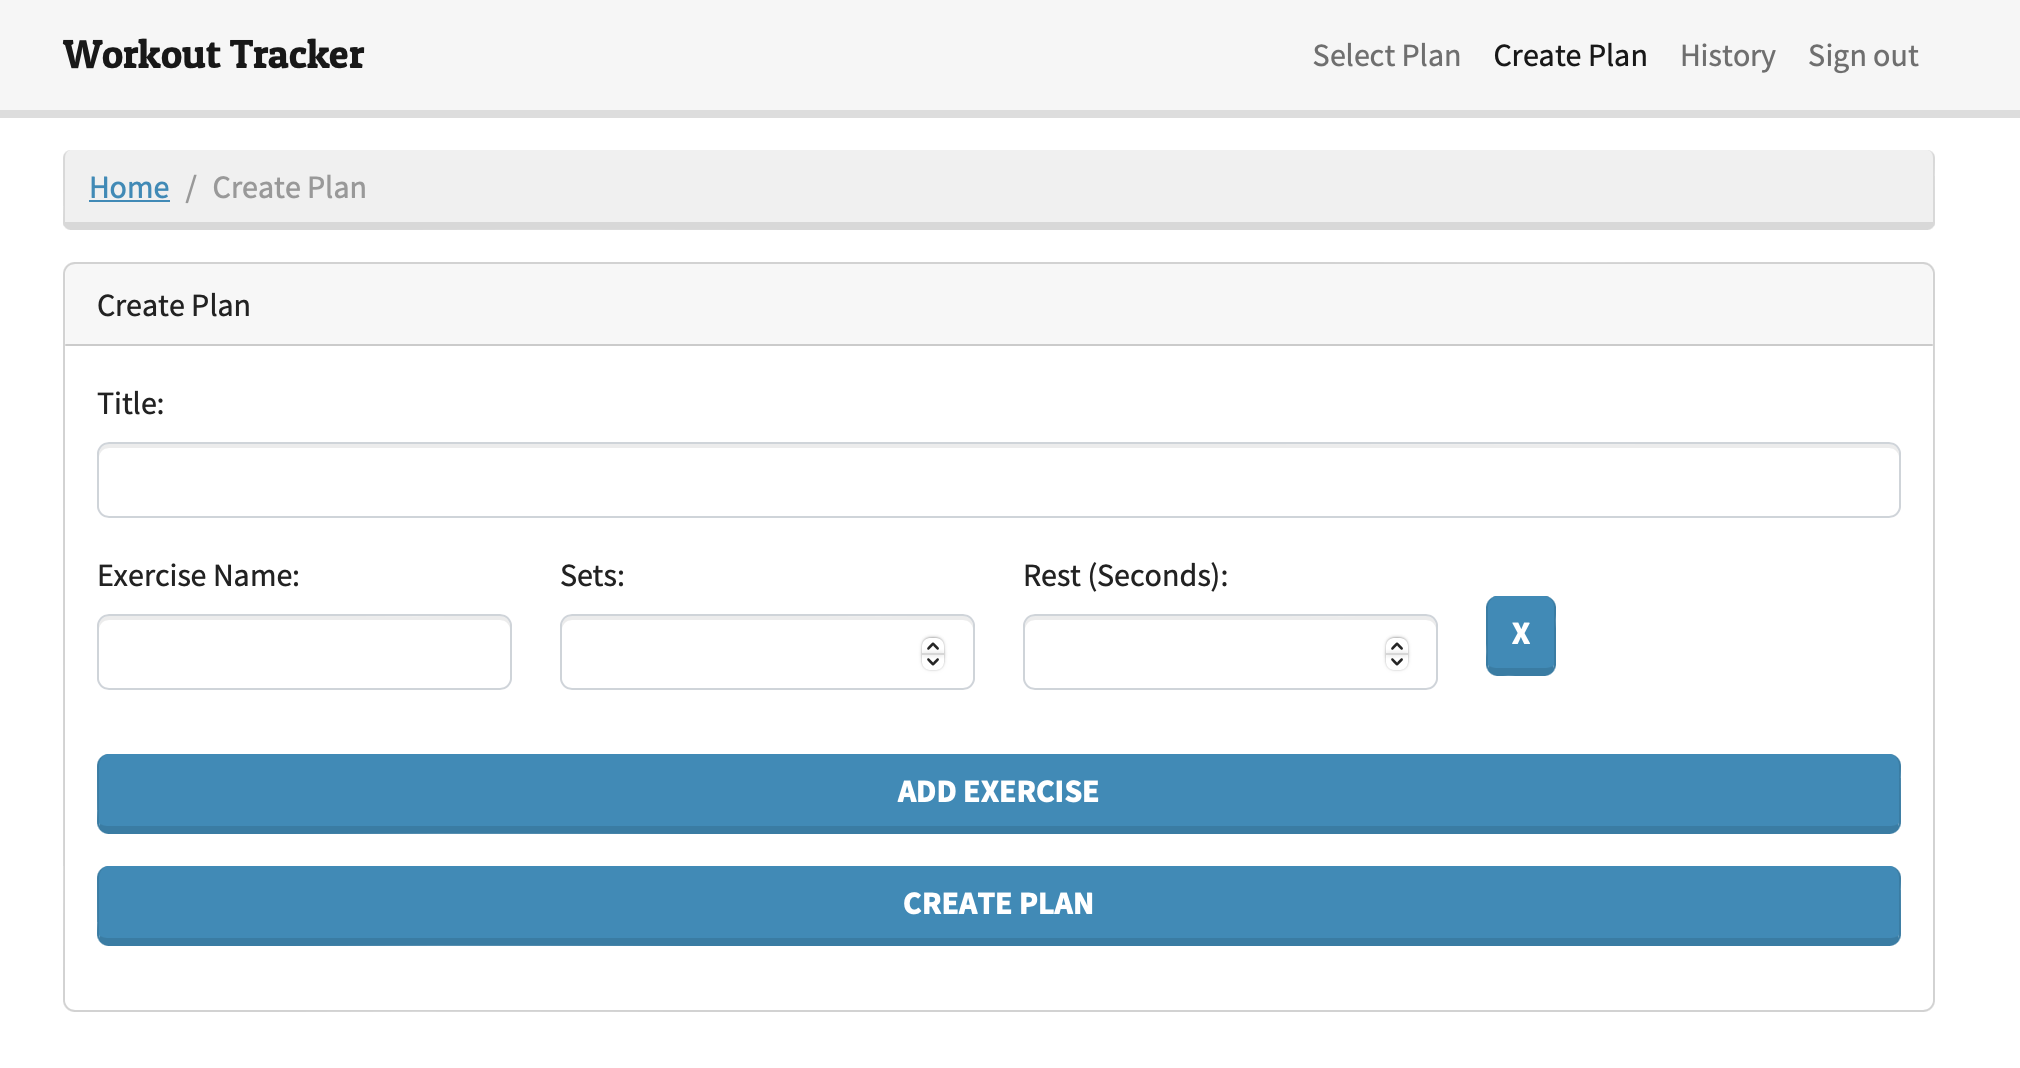 Workout Tracker
Select Plan Create Plan History Sign out
Home / Create Plan
Create Plan
Title:
Exercise Name: Sets: Rest (Seconds):
X
ADD EXERCISE
CREATE PLAN